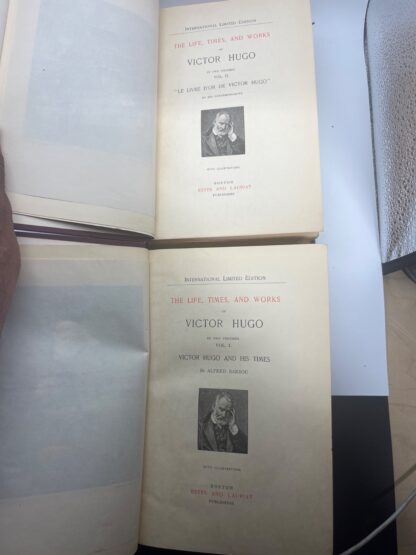 International Limited Edition
THE LIFE, TIMES, AND WORKS
OF
VICTOR HUGO
IN TWO VOLUMES
VOL. II.
"LE LIVRE D'OR DE VICTOR HUGO"
BY HIS CONTEMPORARIES
WITH ILLUSTRATIONS
BOSTON
ESTES AND LAURIAT
PUBLISHERS
International Limited Edition
THE LIFE, TIMES, AND WORKS
OF
VICTOR HUGO
IN TWO VOLUMES
VOL. I.
VICTOR HUGO AND HIS TIMES
By ALFRED BARBOU
WITH ILLUSTRATIONS
BOSTON
ESTES AND LAURIAT
PUBLISHERS